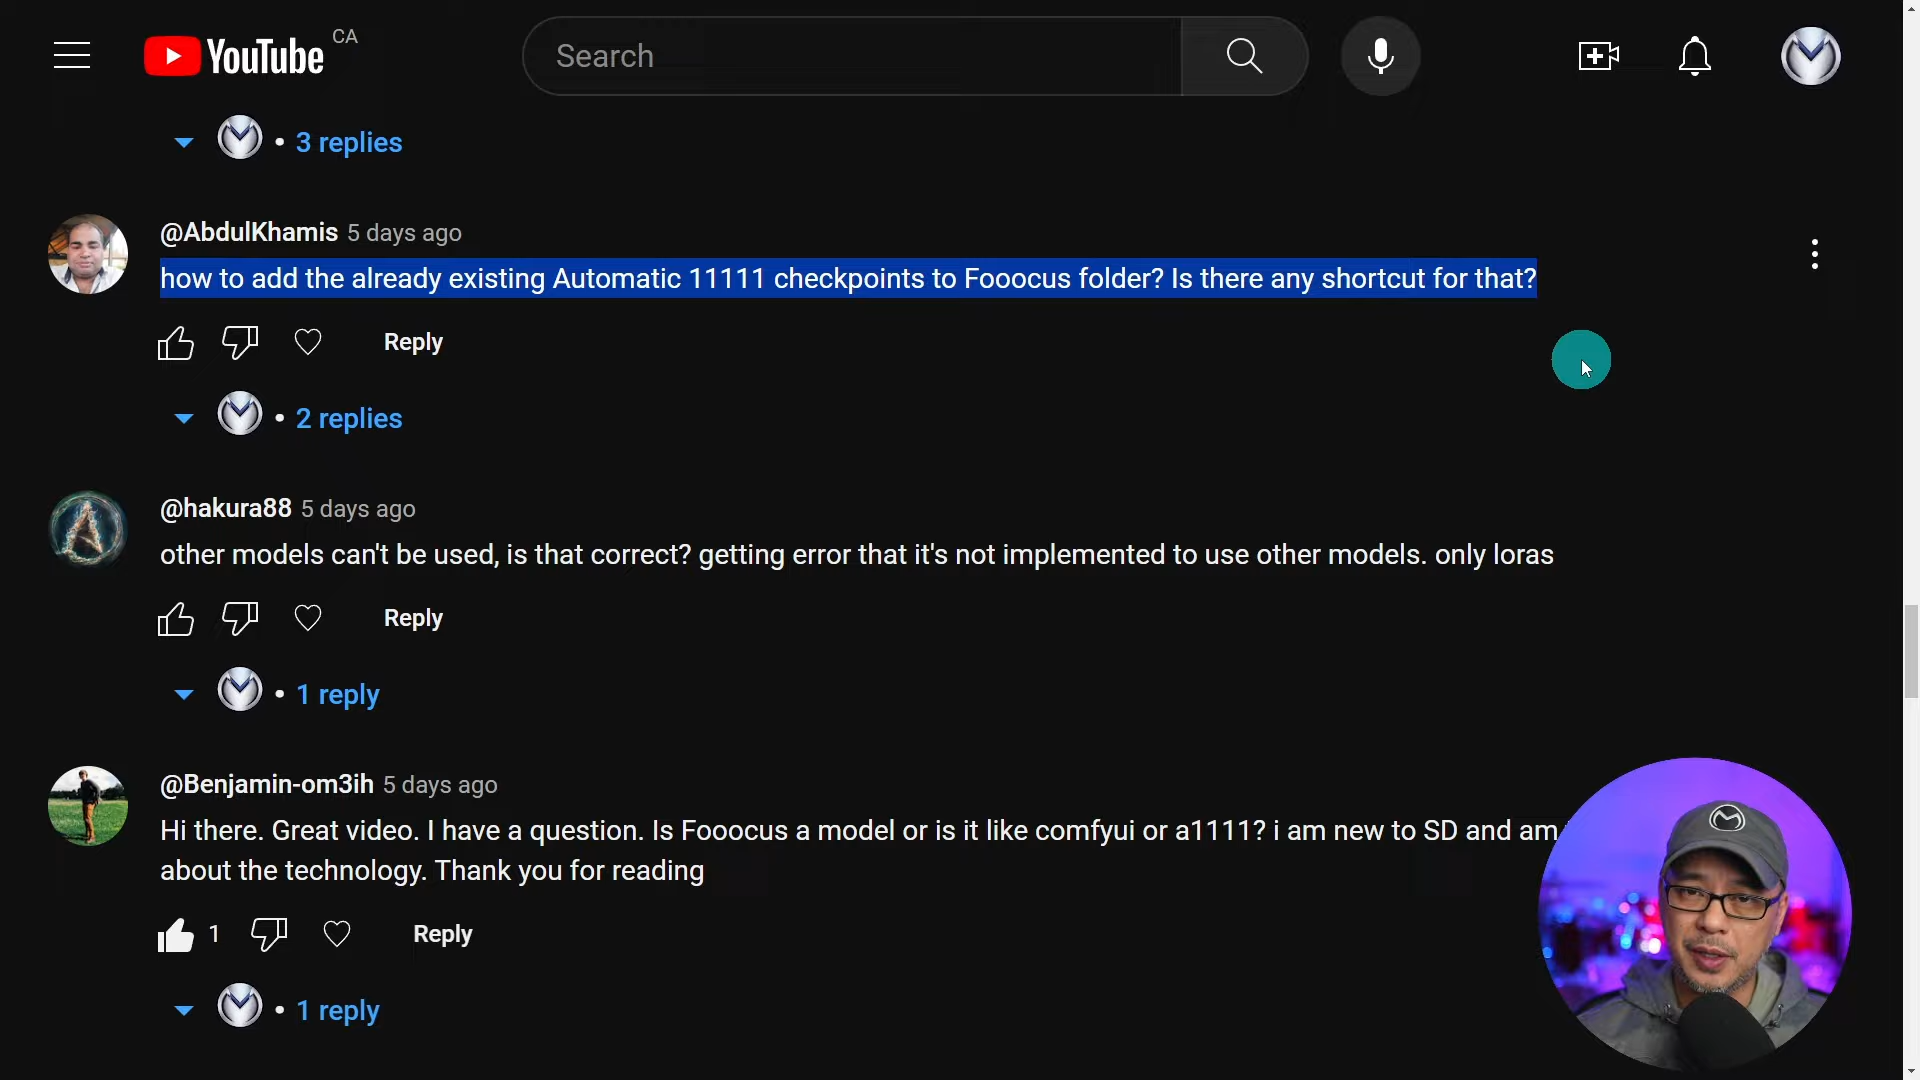 YouTube CA
Search
• 3 replies
@AbdulKhamis 5 days ago
how to add the already existing Automatic 11111 checkpoints to Fooocus folder? Is there any shortcut for that?
Reply
• 2 replies
@hakura88 5 days ago
other models can't be used, is that correct? getting error that it's not implemented to use other models. only loras
Reply
• 1 reply
@Benjamin-om3ih 5 days ago
Hi there. Great video. I have a question. Is Fooocus a model or is it like comfyui or a1111? i am new to SD and am
about the technology. Thank you for reading
1 Reply
• 1 reply